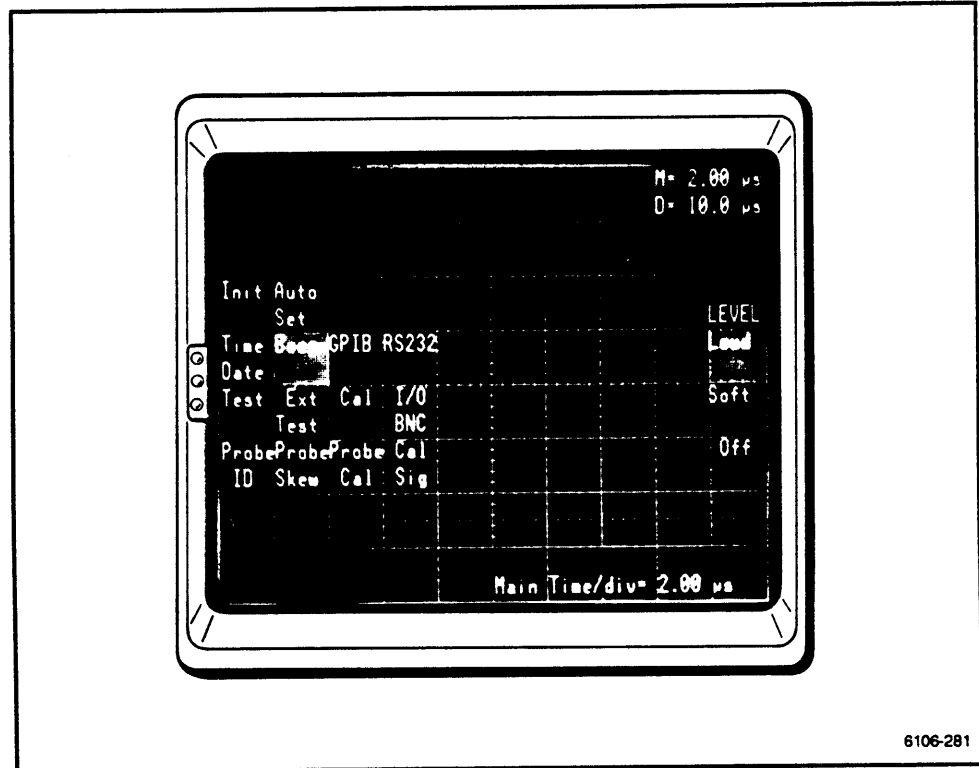 M= 2.00 µs
D= 10.0 µs
Init Auto
Set
LEVEL
Time GPIB RS232
Loud
Date
Test Ext Cal I/O
Soft
Test BNC
Probe Probe Probe Cal
Off
ID Skew Cal Sig
Main Time/div= 2.00 µs
6106-281